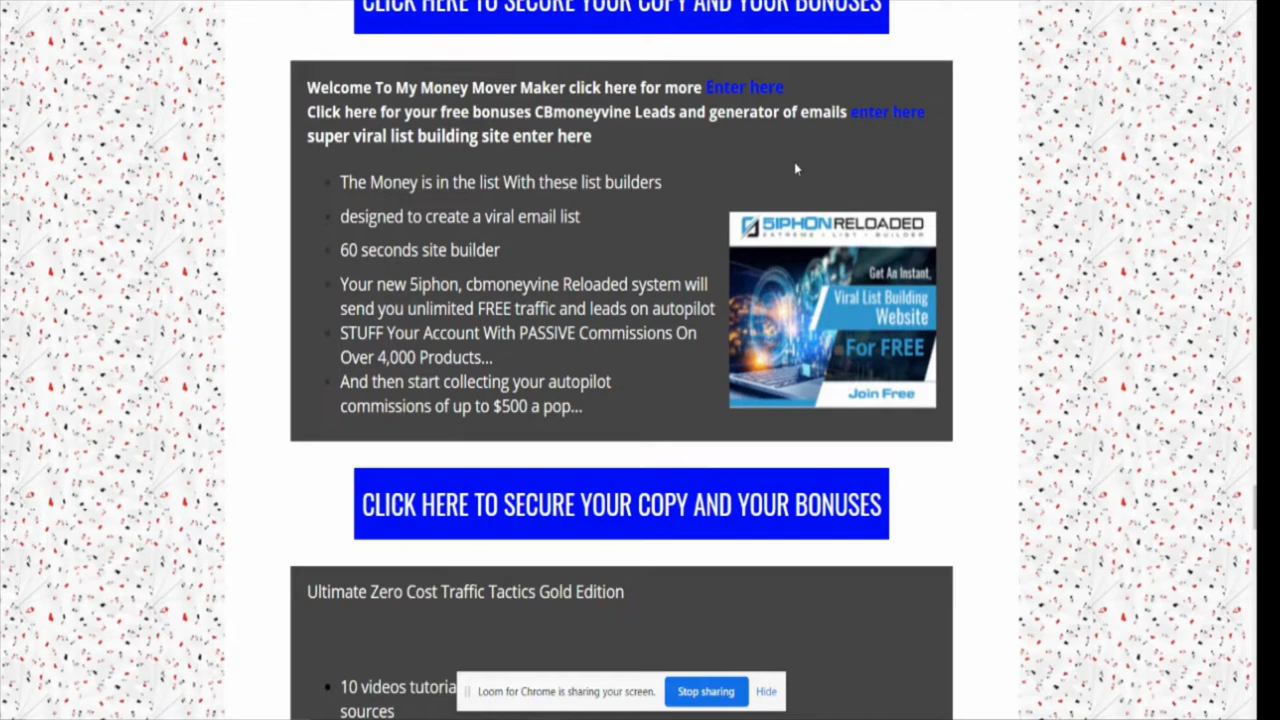 CLICK HERE TO SECURE YOUR COPY AND YOUR BONUSES
Welcome To My Money Mover Maker click here for more Enter here
Click here for your free bonuses CBmoneyvine Leads and generator of emails enter here
super viral list building site enter here
The Money is in the list With these list builders
designed to create a viral email list
60 seconds site builder
Your new 5iphon, cbmoneyvine Reloaded system will
send you unlimited FREE traffic and leads on autopilot
STUFF Your Account With PASSIVE Commissions On
Over 4,000 Products...
And then start collecting your autopilot
commissions of up to $500 a pop...
5IPHON RELOADED
EXTREME • LIST • BUILDER
Get An Instant,
Viral List Building
Website
For FREE
Join Free
CLICK HERE TO SECURE YOUR COPY AND YOUR BONUSES
Ultimate Zero Cost Traffic Tactics Gold Edition
10 videos tutoria
sources
Loom for Chrome is sharing your screen.
Stop sharing
Hide